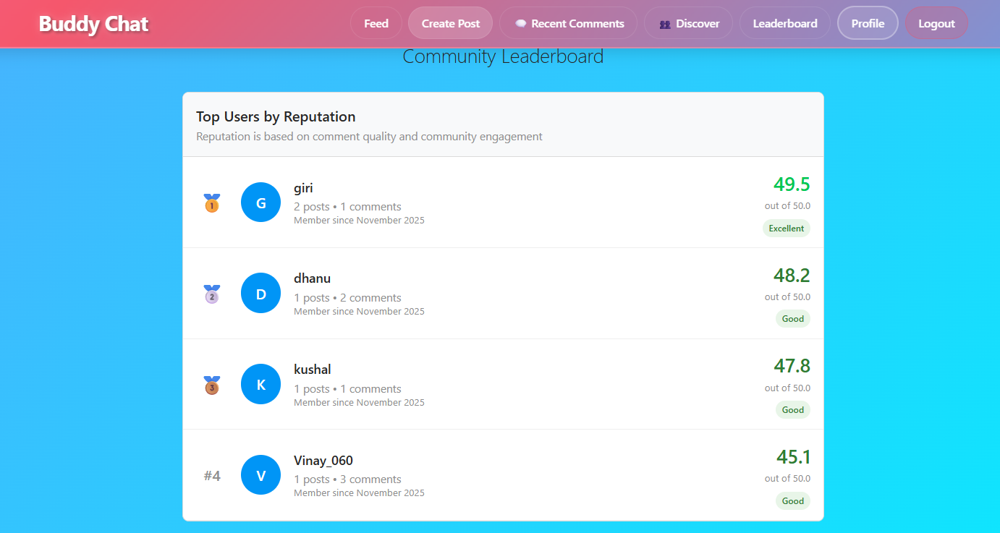 Buddy Chat
Feed
Create Post
Recent Comments
Discover
Leaderboard
Profile
Logout
Community Leaderboard
Top Users by Reputation
Reputation is based on comment quality and community engagement
1
G
giri
2 posts • 1 comments
Member since November 2025
49.5
out of 50.0
Excellent
2
D
dhanu
1 posts • 2 comments
Member since November 2025
48.2
out of 50.0
Good
3
K
kushal
1 posts • 1 comments
Member since November 2025
47.8
out of 50.0
Good
#4
V
Vinay_060
1 posts • 3 comments
Member since November 2025
45.1
out of 50.0
Good